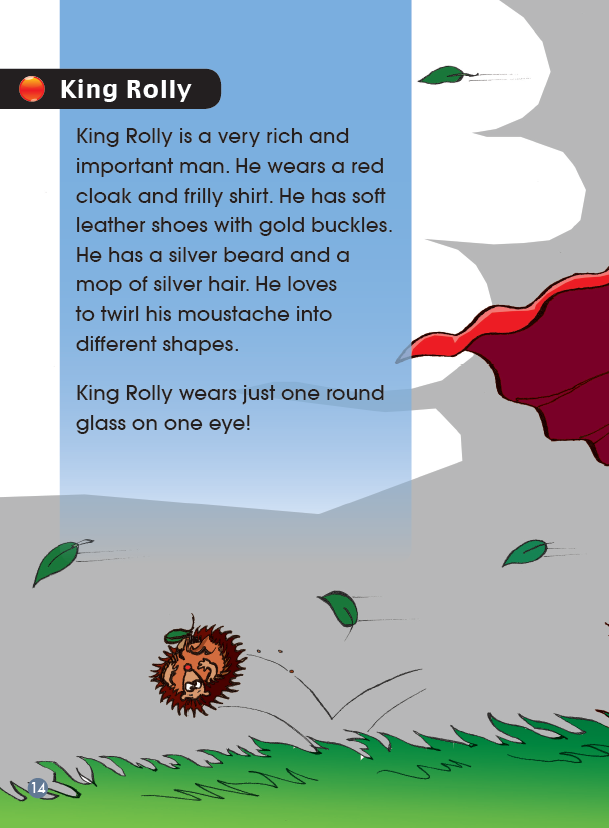 King Rolly
King Rolly is a very rich and
important man. He wears a red
cloak and frilly shirt. He has soft
leather shoes with gold buckles.
He has a silver beard and a
mop of silver hair. He loves
to twirl his moustache into
different shapes.
King Rolly wears just one round
glass on one eye!
14